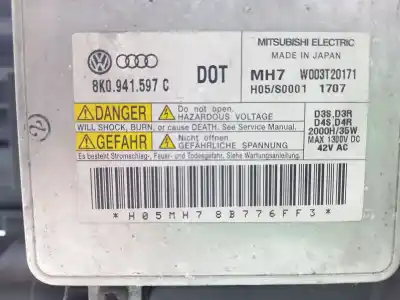 MITSUBISHI ELECTRIC
MADE IN JAPAN
8K0.941.597 C
DOT
MH7 W003T20171
H05/S0001 1707
DANGER
Do not open.
HAZARDOUS VOLTAGE
WILL SHOCK, BURN, or cause DEATH. See Service Manual.
GEFAHR
Nicht öffnen
GEFÄHRLICHE SPANNUNG
Es besteht Stromschlag-, Feuer- und Todesgefahr. Siehe Wartungsanleitung
D3S,D3R
D4S,D4R
2000H/35W
MAX 1300V DC
42V AC
*H05MH78B776FF3*